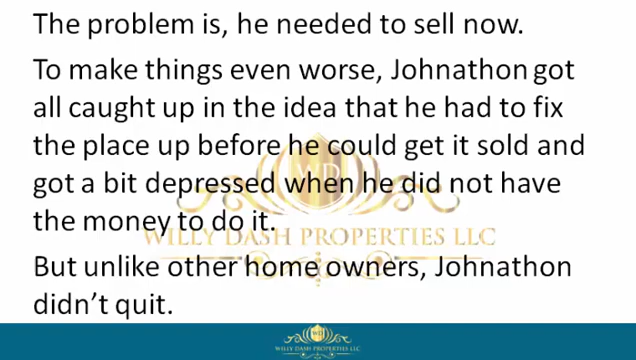 The problem is, he needed to sell now.
To make things even worse, Johnathon got
all caught up in the idea that he had to fix
the place up before he could get it sold and
got a bit depressed when he did not have
the money to do it.
WD
WILLY DASH PROPERTIES LLC
But unlike other home owners, Johnathon
didn’t quit.
WD
WILLY DASH PROPERTIES LLC